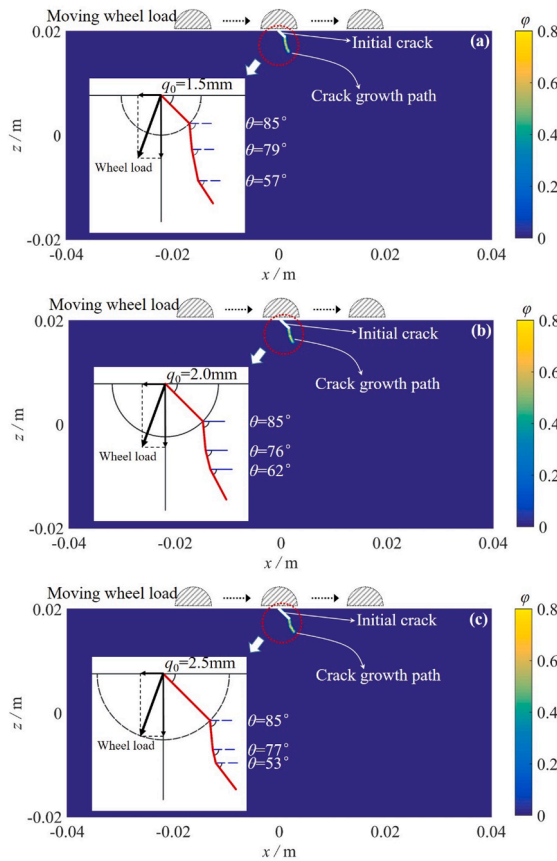 Moving wheel load
0.02
(a)
Initial crack
Crack growth path
q₀=1.5mm
θ=85°
θ=79°
θ=57°
Wheel load
z / m
0
-0.02
-0.04
-0.02
0
0.02
0.04
x / m
φ
0.8
0.6
0.4
0.2
0
Moving wheel load
0.02
(b)
Initial crack
Crack growth path
q₀=2.0mm
θ=85°
θ=76°
θ=62°
Wheel load
z / m
0
-0.02
-0.04
-0.02
0
0.02
0.04
x / m
φ
0.8
0.6
0.4
0.2
0
Moving wheel load
0.02
(c)
Initial crack
Crack growth path
q₀=2.5mm
θ=85°
θ=77°
θ=53°
Wheel load
z / m
0
-0.02
-0.04
-0.02
0
0.02
0.04
x / m
φ
0.8
0.6
0.4
0.2
0